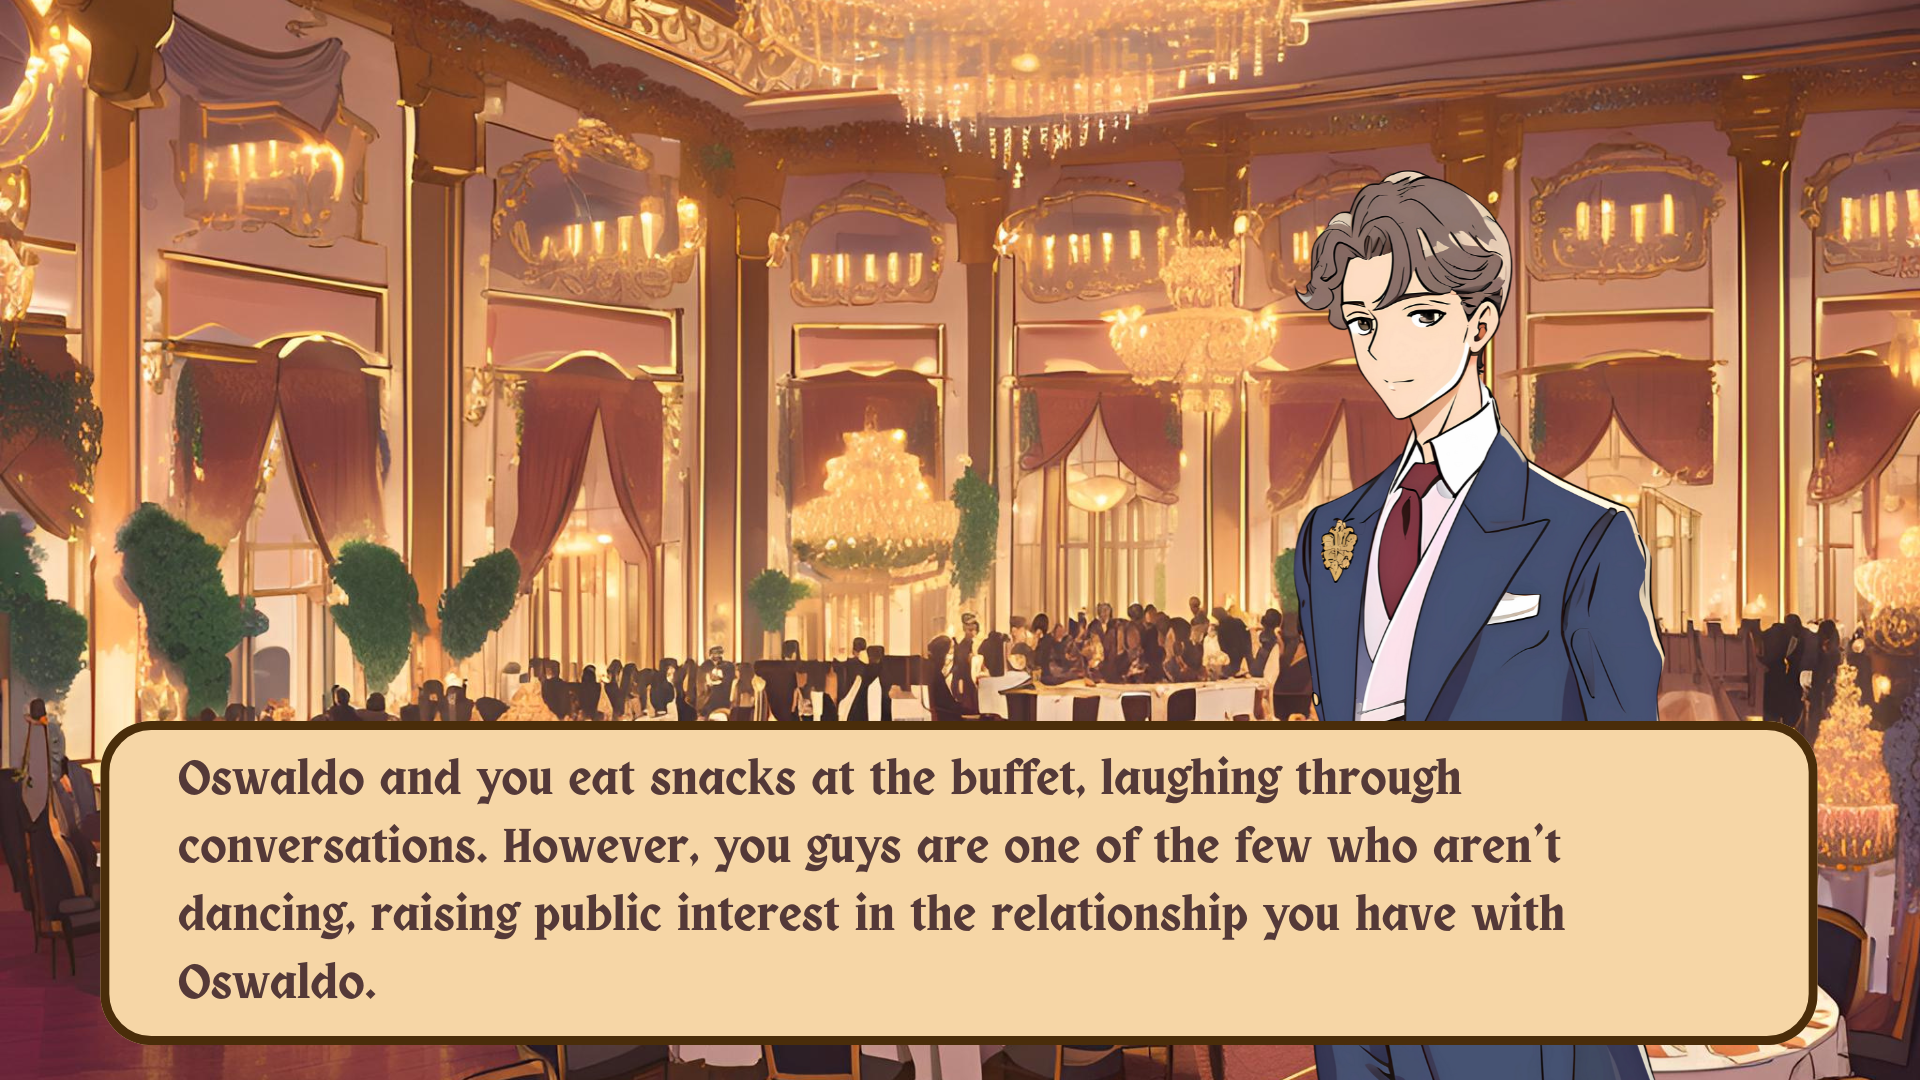 Oswaldo and you eat snacks at the buffet, laughing through
conversations. However, you guys are one of the few who aren't
dancing, raising public interest in the relationship you have with
Oswaldo.